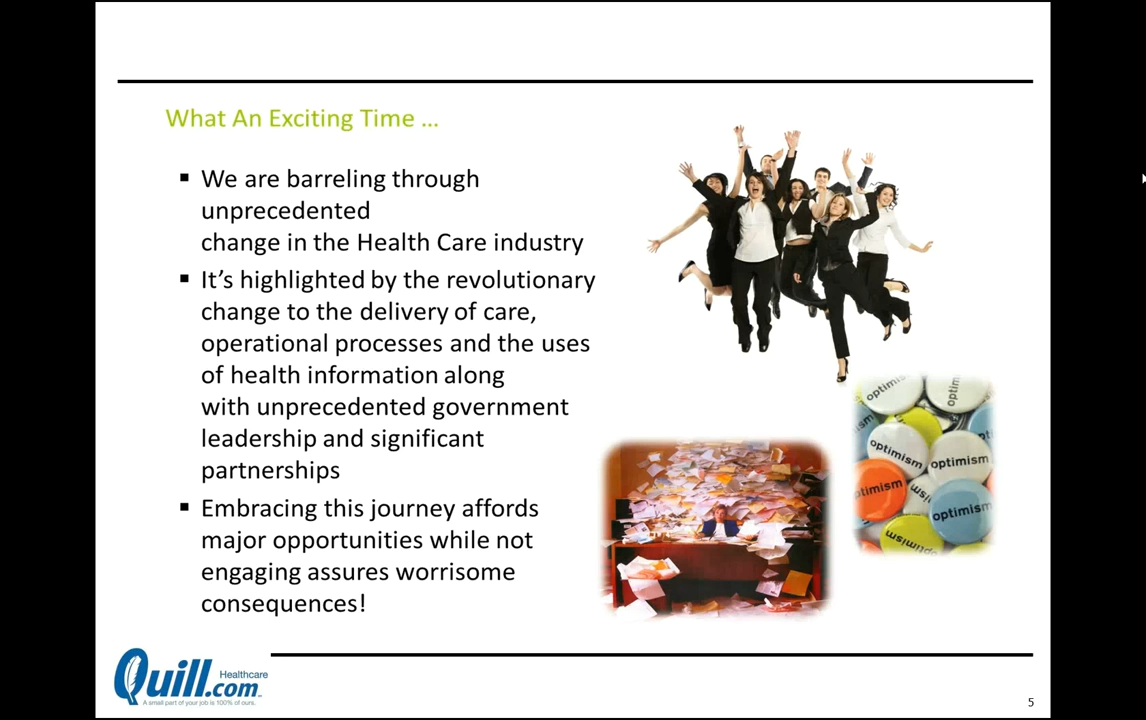 What An Exciting Time ...
▪ We are barreling through
unprecedented
change in the Health Care industry
▪ It’s highlighted by the revolutionary
change to the delivery of care,
operational processes and the uses
of health information along
with unprecedented government
leadership and significant
partnerships
▪ Embracing this journey affords
major opportunities while not
engaging assures worrisome
consequences!
optimism
optimism
optimism
optimism
optimism
optimism
optimism
Quill.com
Healthcare
A small part of your job is 100% of ours.
5